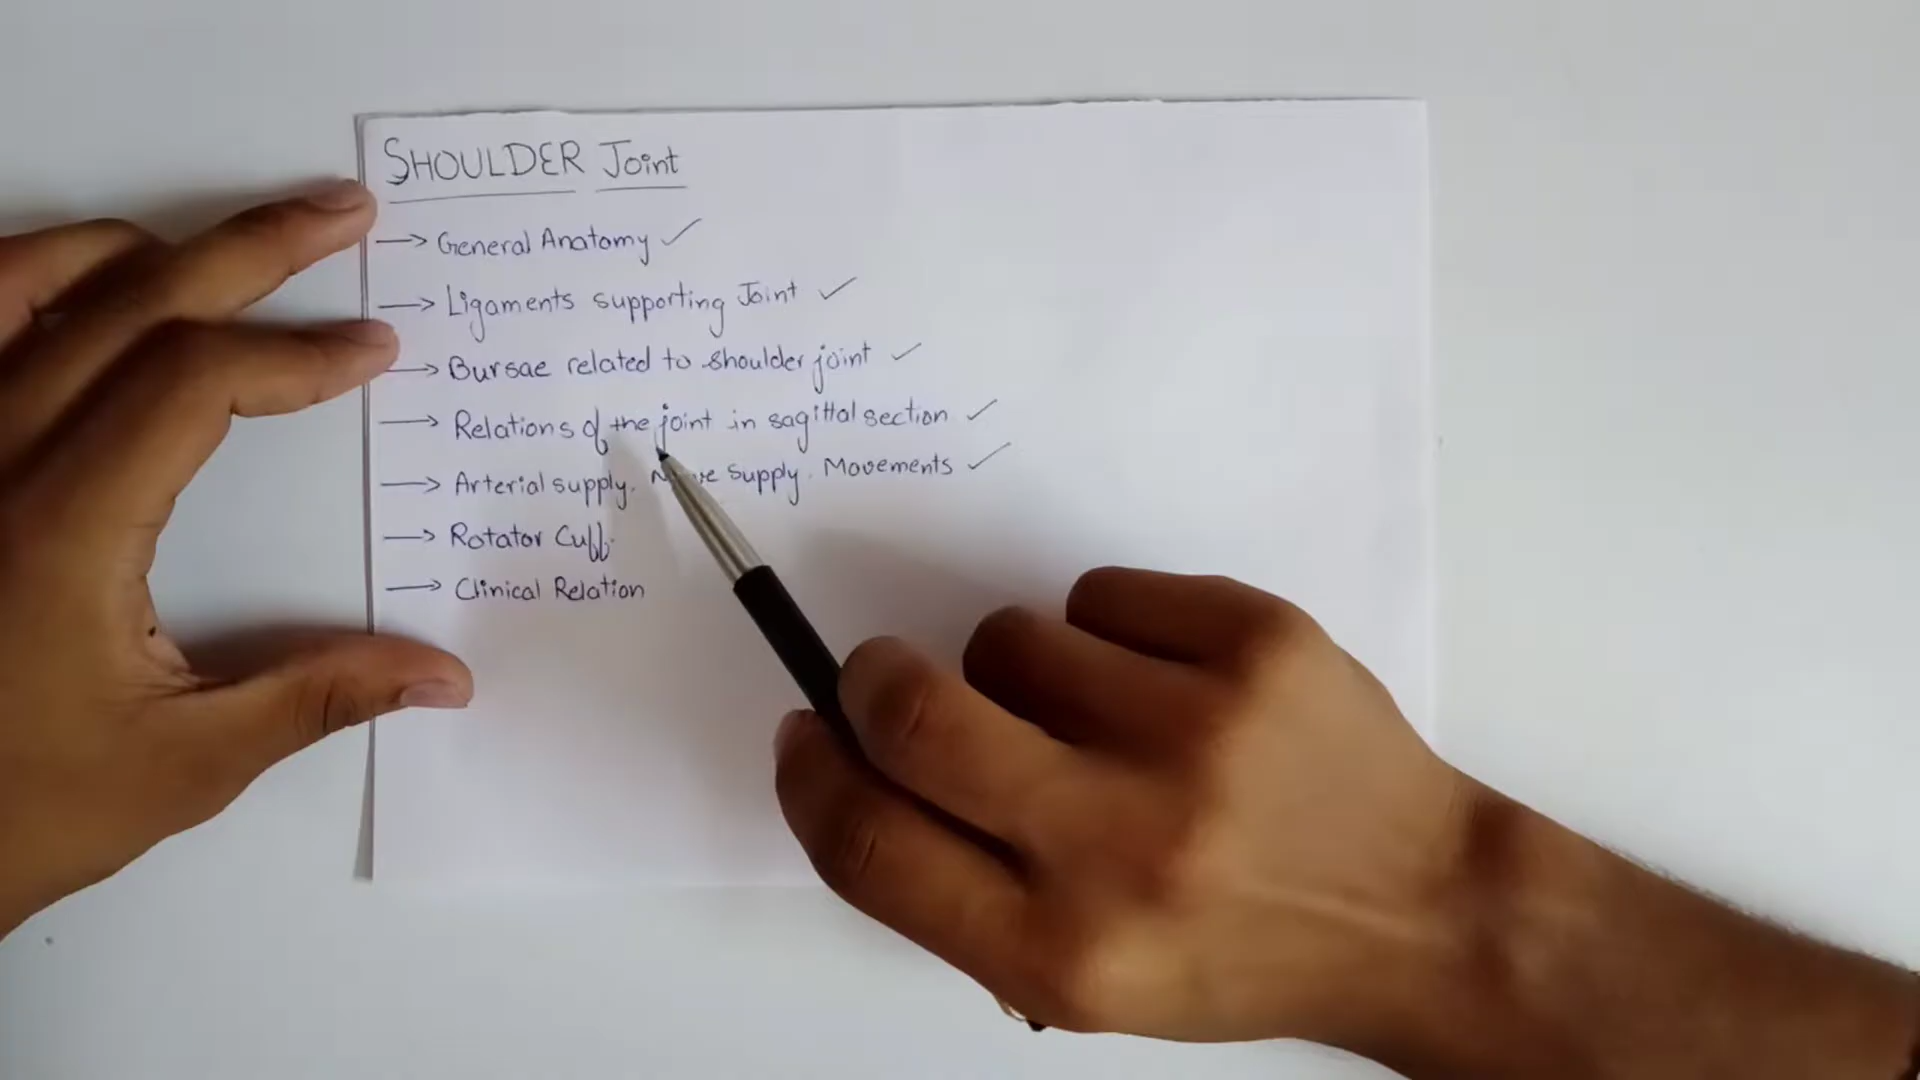 SHOULDER Joint
→ General Anatomy ✓
→ Ligaments supporting Joint ✓
→ Bursae related to shoulder joint ✓
→ Relations of the joint in sagittal section ✓
→ Arterial supply. supply. Movements ✓
→ Rotator Cuff.
→ Clinical Relation